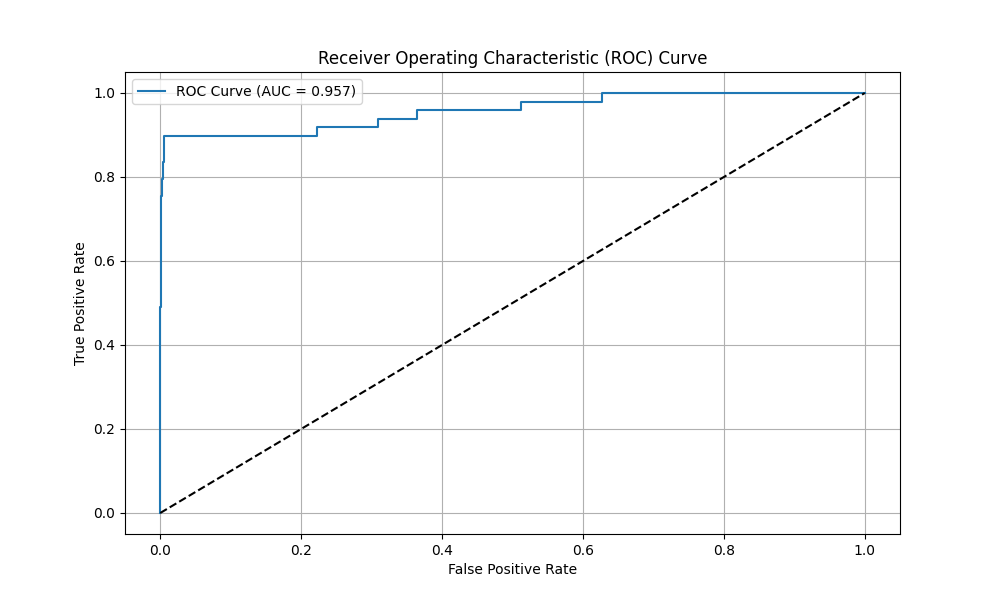 Receiver Operating Characteristic (ROC) Curve
ROC Curve (AUC = 0.957)
1.0
0.8
0.6
0.4
0.2
0.0
True Positive Rate
0.0 0.2 0.4 0.6 0.8 1.0
False Positive Rate